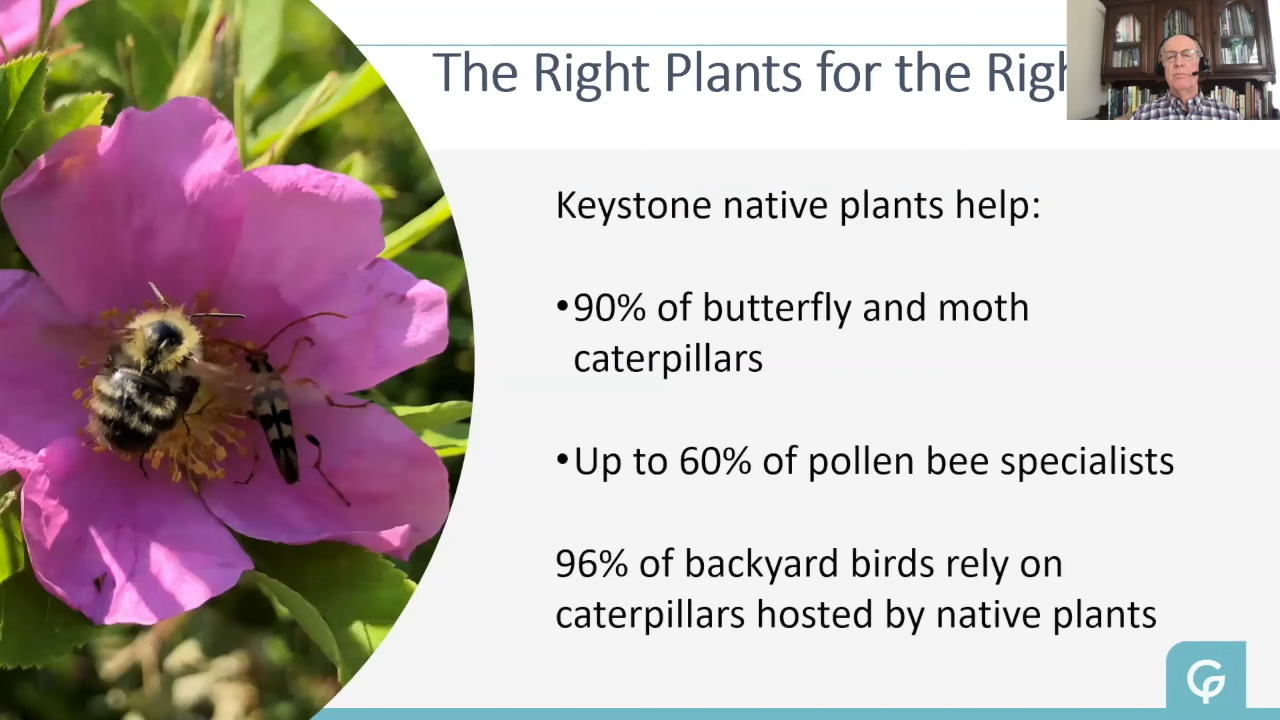 The Right Plants for the
Keystone native plants help:
•90% of butterfly and moth
caterpillars
•Up to 60% of pollen bee specialists
96% of backyard birds rely on
caterpillars hosted by native plants